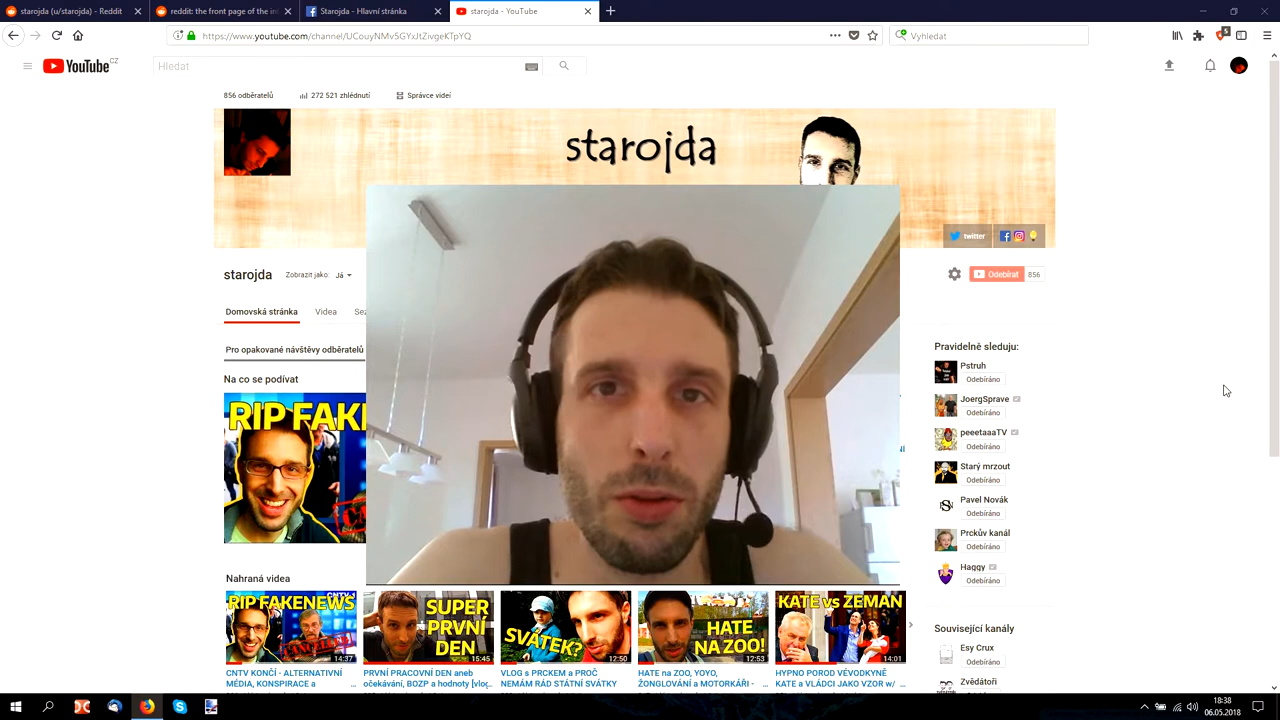 starojda (u/starojda) - Reddit
reddit: the front page of the int
Starojda - Hlavní stránka
starojda - YouTube
https://www.youtube.com/channel/UCouyNMv5GYxJtZivgeKTpYQ
Vyhledat
YouTube CZ
Hledat
856 odběratelů
272 521 zhlédnutí
Správce videí
starojda
twitter
starojda
Zobrazit jako: Já
Odebírat 856
Domovská stránka
Videa
Sez
Pro opakované návštěvy odběratelů
Na co se podívat
RIP FAK
Pravidelně sleduju:
Pstruh
Odebíráno
JoergSprave
Odebíráno
peeetaaaTV
Odebíráno
Starý mrzout
Odebíráno
Pavel Novák
Odebíráno
Prckův kanál
Odebíráno
Haggy
Odebíráno
Nahraná videa
RIP FAKENEWS
14:37
SUPER PRVNÍ DEN
15:45
SVÁTEK?
12:50
HATE NA ZOO!
12:53
KATE vs ZEMAN
14:01
CNTV KONČÍ - ALTERNATIVNÍ
MÉDIA, KONSPIRACE a ...
PRVNÍ PRACOVNÍ DEN aneb
očekávání, BOZP a hodnoty [vlog
VLOG s PRCKEM a PROČ
NEMÁM RÁD STÁTNÍ SVÁTKY
HATE na ZOO, YOYO,
ŽONGLOVÁNÍ a MOTORKÁŘI - ...
HYPNO POROD VÉVODKYNĚ
KATE a VLÁDCI JAKO VZOR w/ ...
Související kanály
Esy Crux
Odebíráno
Zvědátoři
18:38
06.05.2018